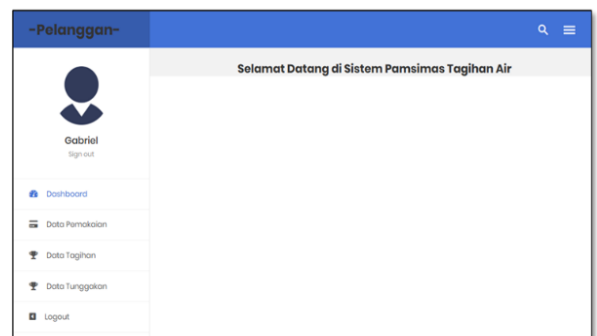 -Pelanggan-
Selamat Datang di Sistem Pamsimas Tagihan Air
Gabriel
Sign out
Dashboard
Data Pemakaian
Data Tagihan
Data Tunggakan
Logout